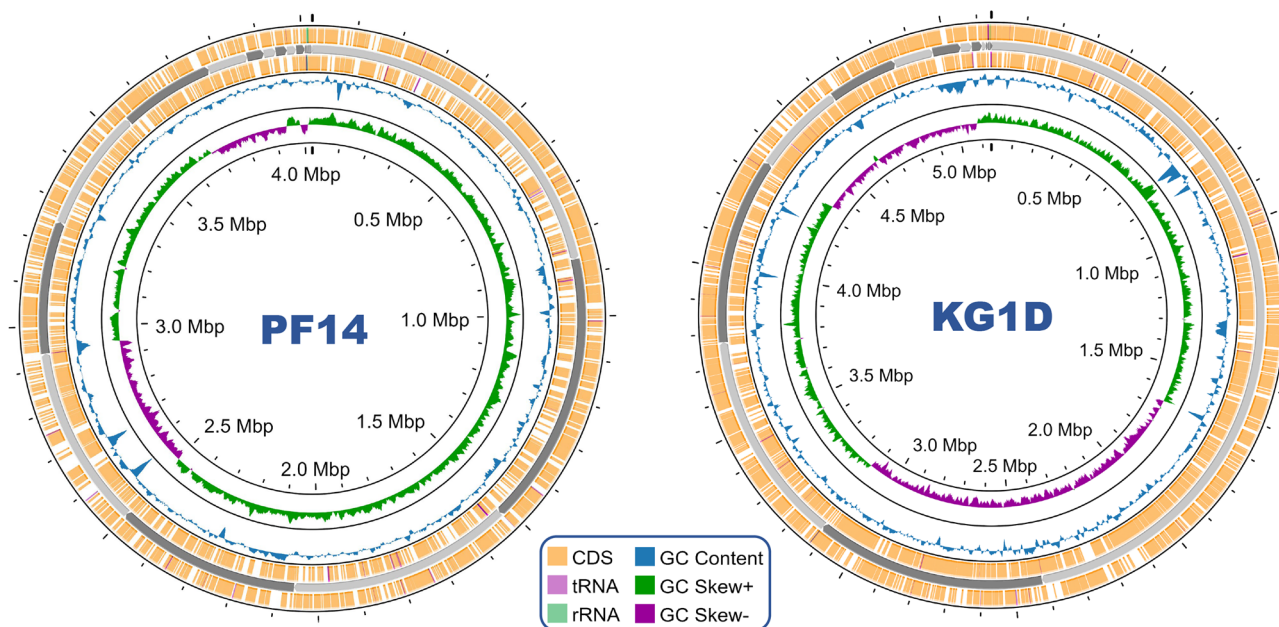 4.0 Mbp
0.5 Mbp
1.0 Mbp
1.5 Mbp
2.0 Mbp
2.5 Mbp
3.0 Mbp
3.5 Mbp
PF14
5.0 Mbp
0.5 Mbp
1.0 Mbp
1.5 Mbp
2.0 Mbp
2.5 Mbp
3.0 Mbp
3.5 Mbp
4.0 Mbp
4.5 Mbp
KG1D
CDS
tRNA
rRNA
GC Content
GC Skew+
GC Skew-